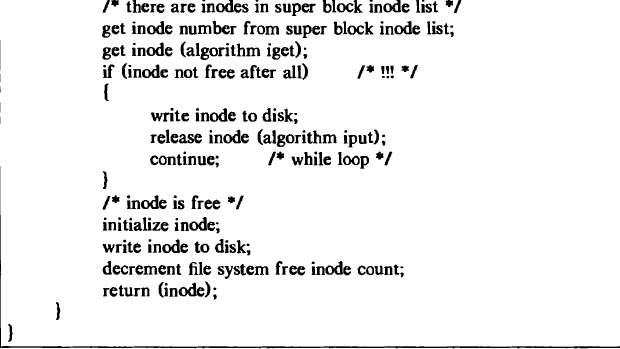 /* there are inodes in super block inode list */
get inode number from super block inode list;
get inode (algorithm iget);
if (inode not free after all) /* !!! */
{
write inode to disk;
release inode (algorithm iput);
continue; /* while loop */
}
/* inode is free */
initialize inode;
write inode to disk;
decrement file system free inode count;
return (inode);
}
}